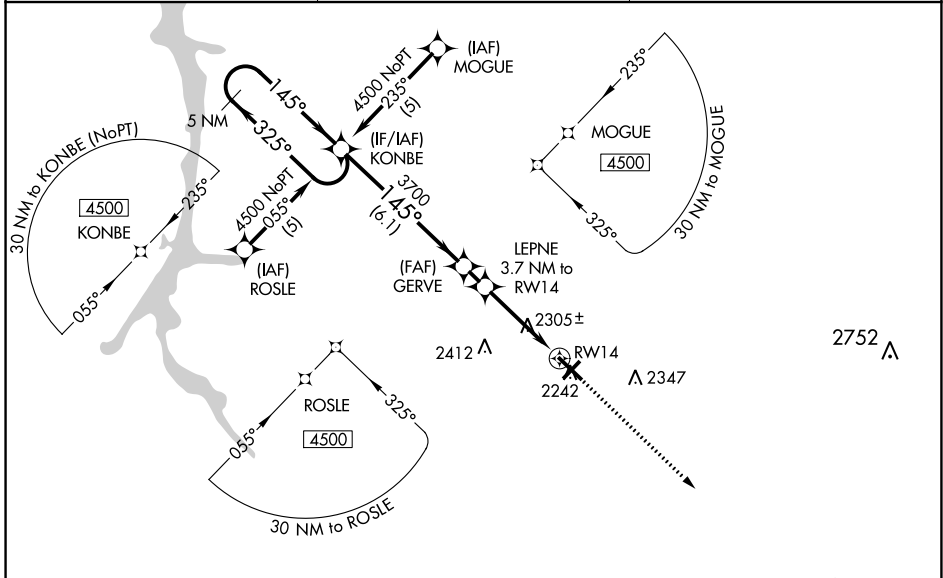 (IAF)
MOGUE
4500 NoPT
235°
(5)
145°
5 NM
325°
(IF/IAF)
KONBE
235°
MOGUE
4500
325°
30 NM to MOGUE
30 NM to KONBE (NoPT)
4500
KONBE
235°
055°
4500 NoPT
055°
(5)
(IAF)
ROSLE
3700
145°
(6.1)
(FAF)
GERVE
LEPNE
3.7 NM to
RW14
2305±
2412
RW14
2242
2347
2752
ROSLE
4500
055°
325°
30 NM to ROSLE